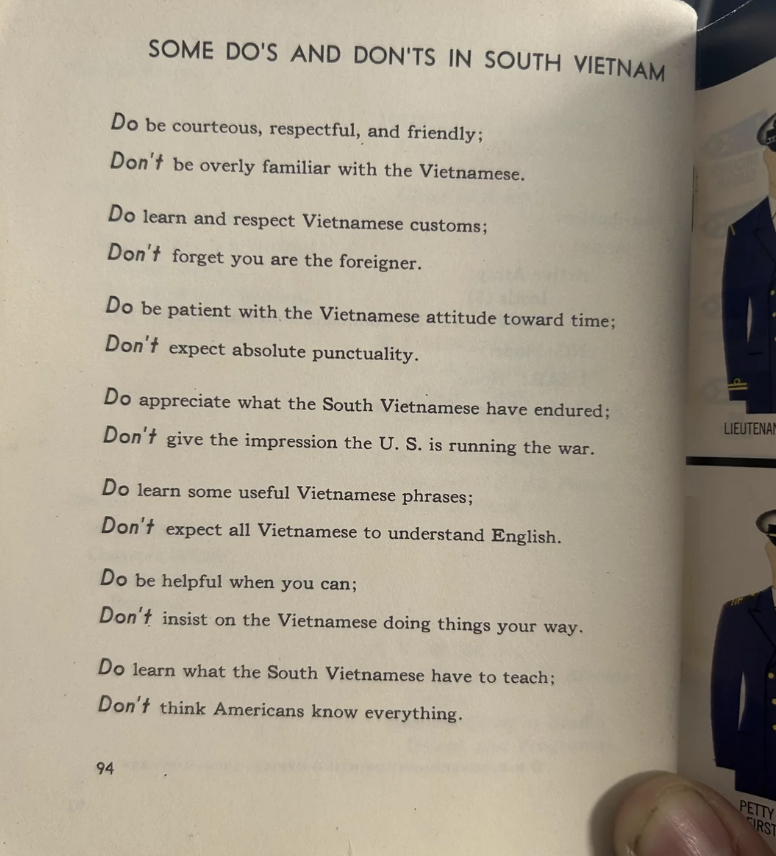 SOME DO'S AND DON'TS IN SOUTH VIETNAM
Do be courteous, respectful, and friendly;
Don't be overly familiar with the Vietnamese.
Do learn and respect Vietnamese customs;
Don't forget you are the foreigner.
Do be patient with the Vietnamese attitude toward time;
Don't expect absolute punctuality.
Do appreciate what the South Vietnamese have endured;
Don't give the impression the U. S. is running the war.
Do learn some useful Vietnamese phrases;
Don't expect all Vietnamese to understand English.
Do be helpful when you can;
Don't insist on the Vietnamese doing things your way.
Do learn what the South Vietnamese have to teach;
Don't think Americans know everything.
94
LIEUTENA
PETTY
FIRST